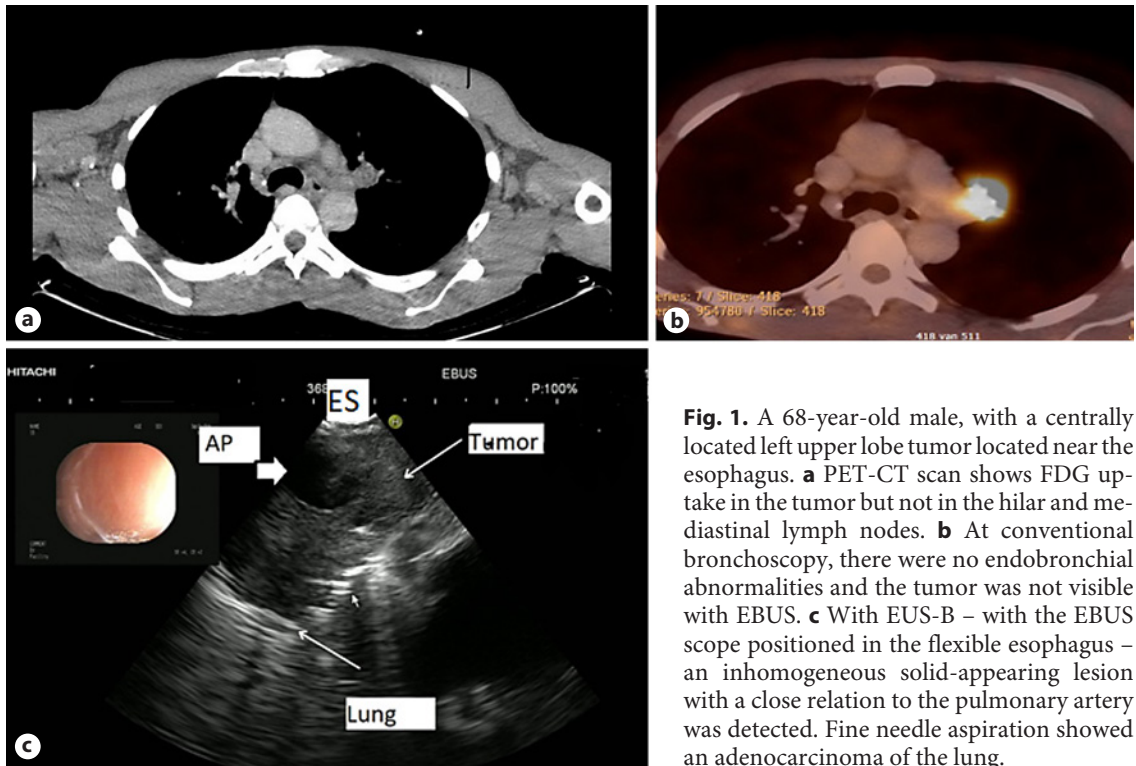 a
Slice: 418
954780 / Slice: 418
418 van 511
b
HITACHI
EBUS
368
P:100%
ES
H
AP
Tumor
Lung
c
Fig. 1. A 68-year-old male, with a centrally
located left upper lobe tumor located near the
esophagus. a PET-CT scan shows FDG up-
take in the tumor but not in the hilar and me-
diastinal lymph nodes. b At conventional
bronchoscopy, there were no endobronchial
abnormalities and the tumor was not visible
with EBUS. c With EUS-B – with the EBUS
scope positioned in the flexible esophagus –
an inhomogeneous solid-appearing lesion
with a close relation to the pulmonary artery
was detected. Fine needle aspiration showed
an adenocarcinoma of the lung.